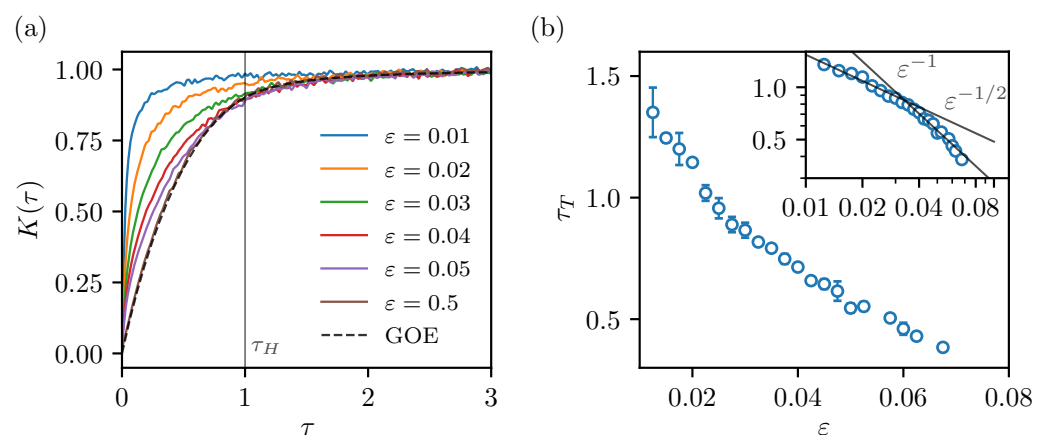 (a)
1.00
0.75
0.50
0.25
0.00
K(τ)
0
1
2
3
τ
τ_H
ε = 0.01
ε = 0.02
ε = 0.03
ε = 0.04
ε = 0.05
ε = 0.5
GOE
(b)
1.5
1.0
0.5
τ_T
0.02
0.04
0.06
0.08
ε
1.0
0.5
0.01
0.02
0.04
0.08
ε^{-1}
ε^{-1/2}